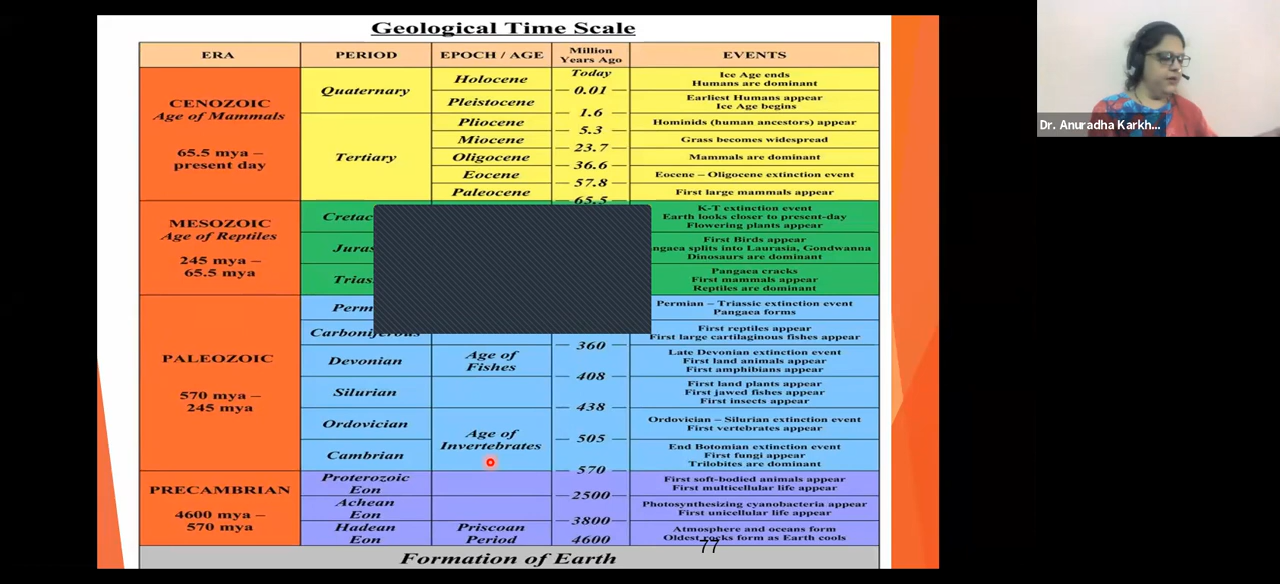 Geological Time Scale
ERA PERIOD EPOCH / AGE Million Years Ago EVENTS
CENOZOIC
Age of Mammals
65.5 mya –
present day
Quaternary
Tertiary
Holocene
Pleistocene
Pliocene
Miocene
Oligocene
Eocene
Paleocene
Today
0.01
1.6
5.3
23.7
36.6
57.8
65.5
Ice Age ends
Humans are dominant
Earliest Humans appear
Ice Age begins
Hominids (human ancestors) appear
Grass becomes widespread
Mammals are dominant
Eocene – Oligocene extinction event
First large mammals appear
MESOZOIC
Age of Reptiles
245 mya –
65.5 mya
K-T extinction event
Earth looks closer to present-day
Flowering plants appear
First Birds appear
splits into Laurasia, Gondwanna
Dinosaurs are dominant
Pangaea cracks
First mammals appear
Reptiles are dominant
PALEOZOIC
570 mya –
245 mya
Carboniferous
Devonian
Silurian
Ordovician
Cambrian
Age of
Fishes
Age of
Invertebrates
360
408
438
505
570
Permian – Triassic extinction event
Pangaea forms
First reptiles appear
First large cartilaginous fishes appear
Late Devonian extinction event
First land animals appear
First amphibians appear
First land plants appear
First jawed fishes appear
First insects appear
Ordovician – Silurian extinction event
First vertebrates appear
End Botomian extinction event
First fungi appear
Trilobites are dominant
PRECAMBRIAN
4600 mya –
570 mya
Proterozoic
Eon
Achean
Eon
Hadean
Eon
Priscoan
Period
2500
3800
4600
First soft-bodied animals appear
First multicellular life appear
Photosynthesizing cyanobacteria appear
First unicellular life appear
Atmosphere and oceans form
Oldest rocks form as Earth cools
77
Formation of Earth
Dr. Anuradha Karkh...